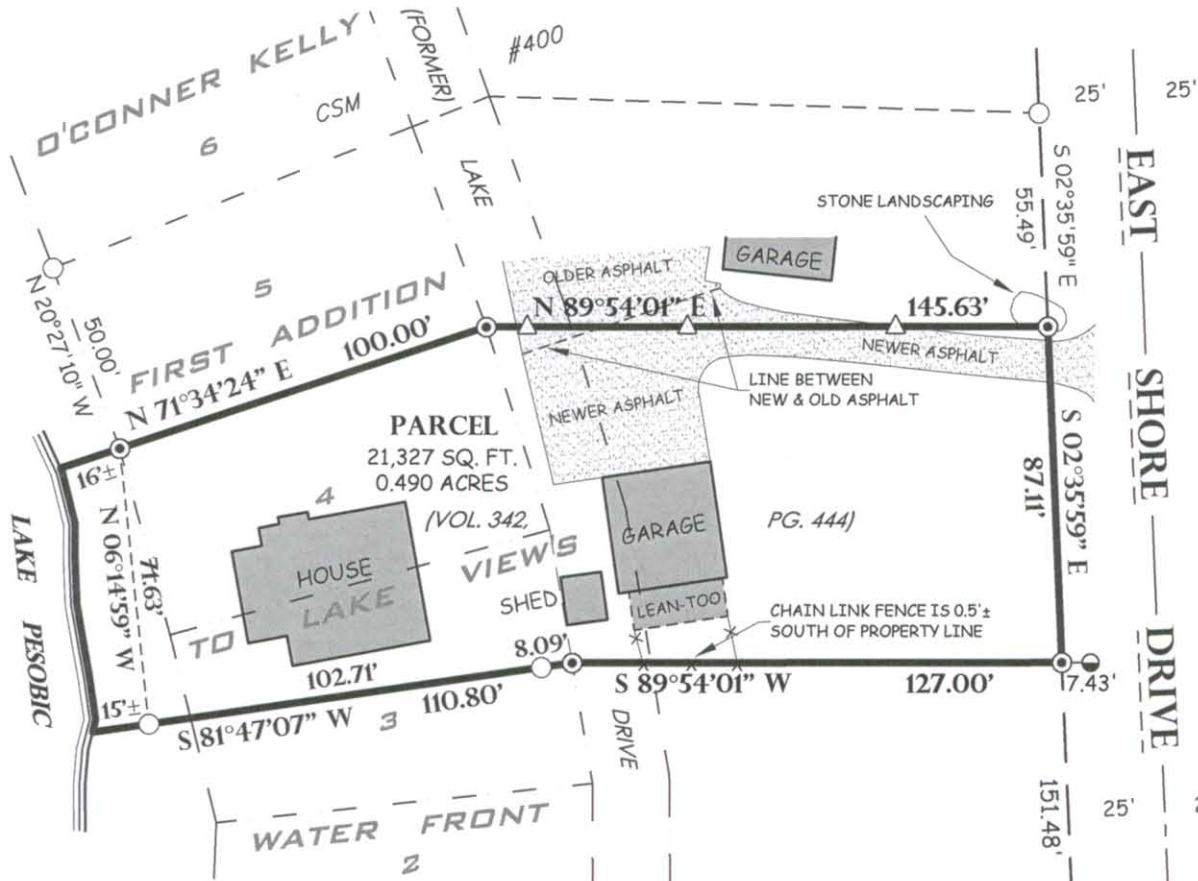 O'CONNER KELLY
(FORMER)
#400
25'
25'
6
CSM
LAKE
S 02°35'59" E
55.49'
EAST
STONE LANDSCAPING
GARAGE
OLDER ASPHALT
5
N 20°27'10" W
50.00'
FIRST ADDITION
N 89°54'01" E
145.63'
N 71°34'24" E
100.00'
NEWER ASPHALT
LINE BETWEEN
NEW & OLD ASPHALT
NEWER ASPHALT
SHORE
PARCEL
21,327 SQ. FT.
0.490 ACRES
S 02°35'59" E
87.11'
16'±
4
(VOL. 342,
PG. 444)
LAKE PESOBIC
N 06°14'59" W
71.63'
HOUSE
GARAGE
TO LAKE VIEWS
SHED
LEAN-TOO
CHAIN LINK FENCE IS 0.5'±
SOUTH OF PROPERTY LINE
8.09'
102.71'
S 89°54'01" W
127.00'
17.43'
DRIVE
15'±
S 81°47'07" W
110.80'
3
DRIVE
WATER FRONT
2
151.48'
25'